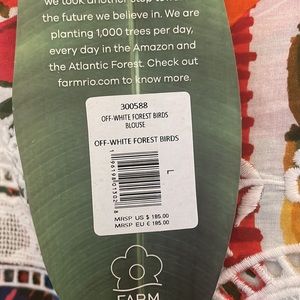 the future we believe in. We are
planting 1,000 trees per day,
every day in the Amazon and
the Atlantic Forest. Check out
farmrio.com to know more.
300588
OFF-WHITE FOREST BIRDS
BLOUSE
OFF-WHITE FOREST BIRDS
L
MRSP US $ 185.00
MRSP EU € 185.00
FARM